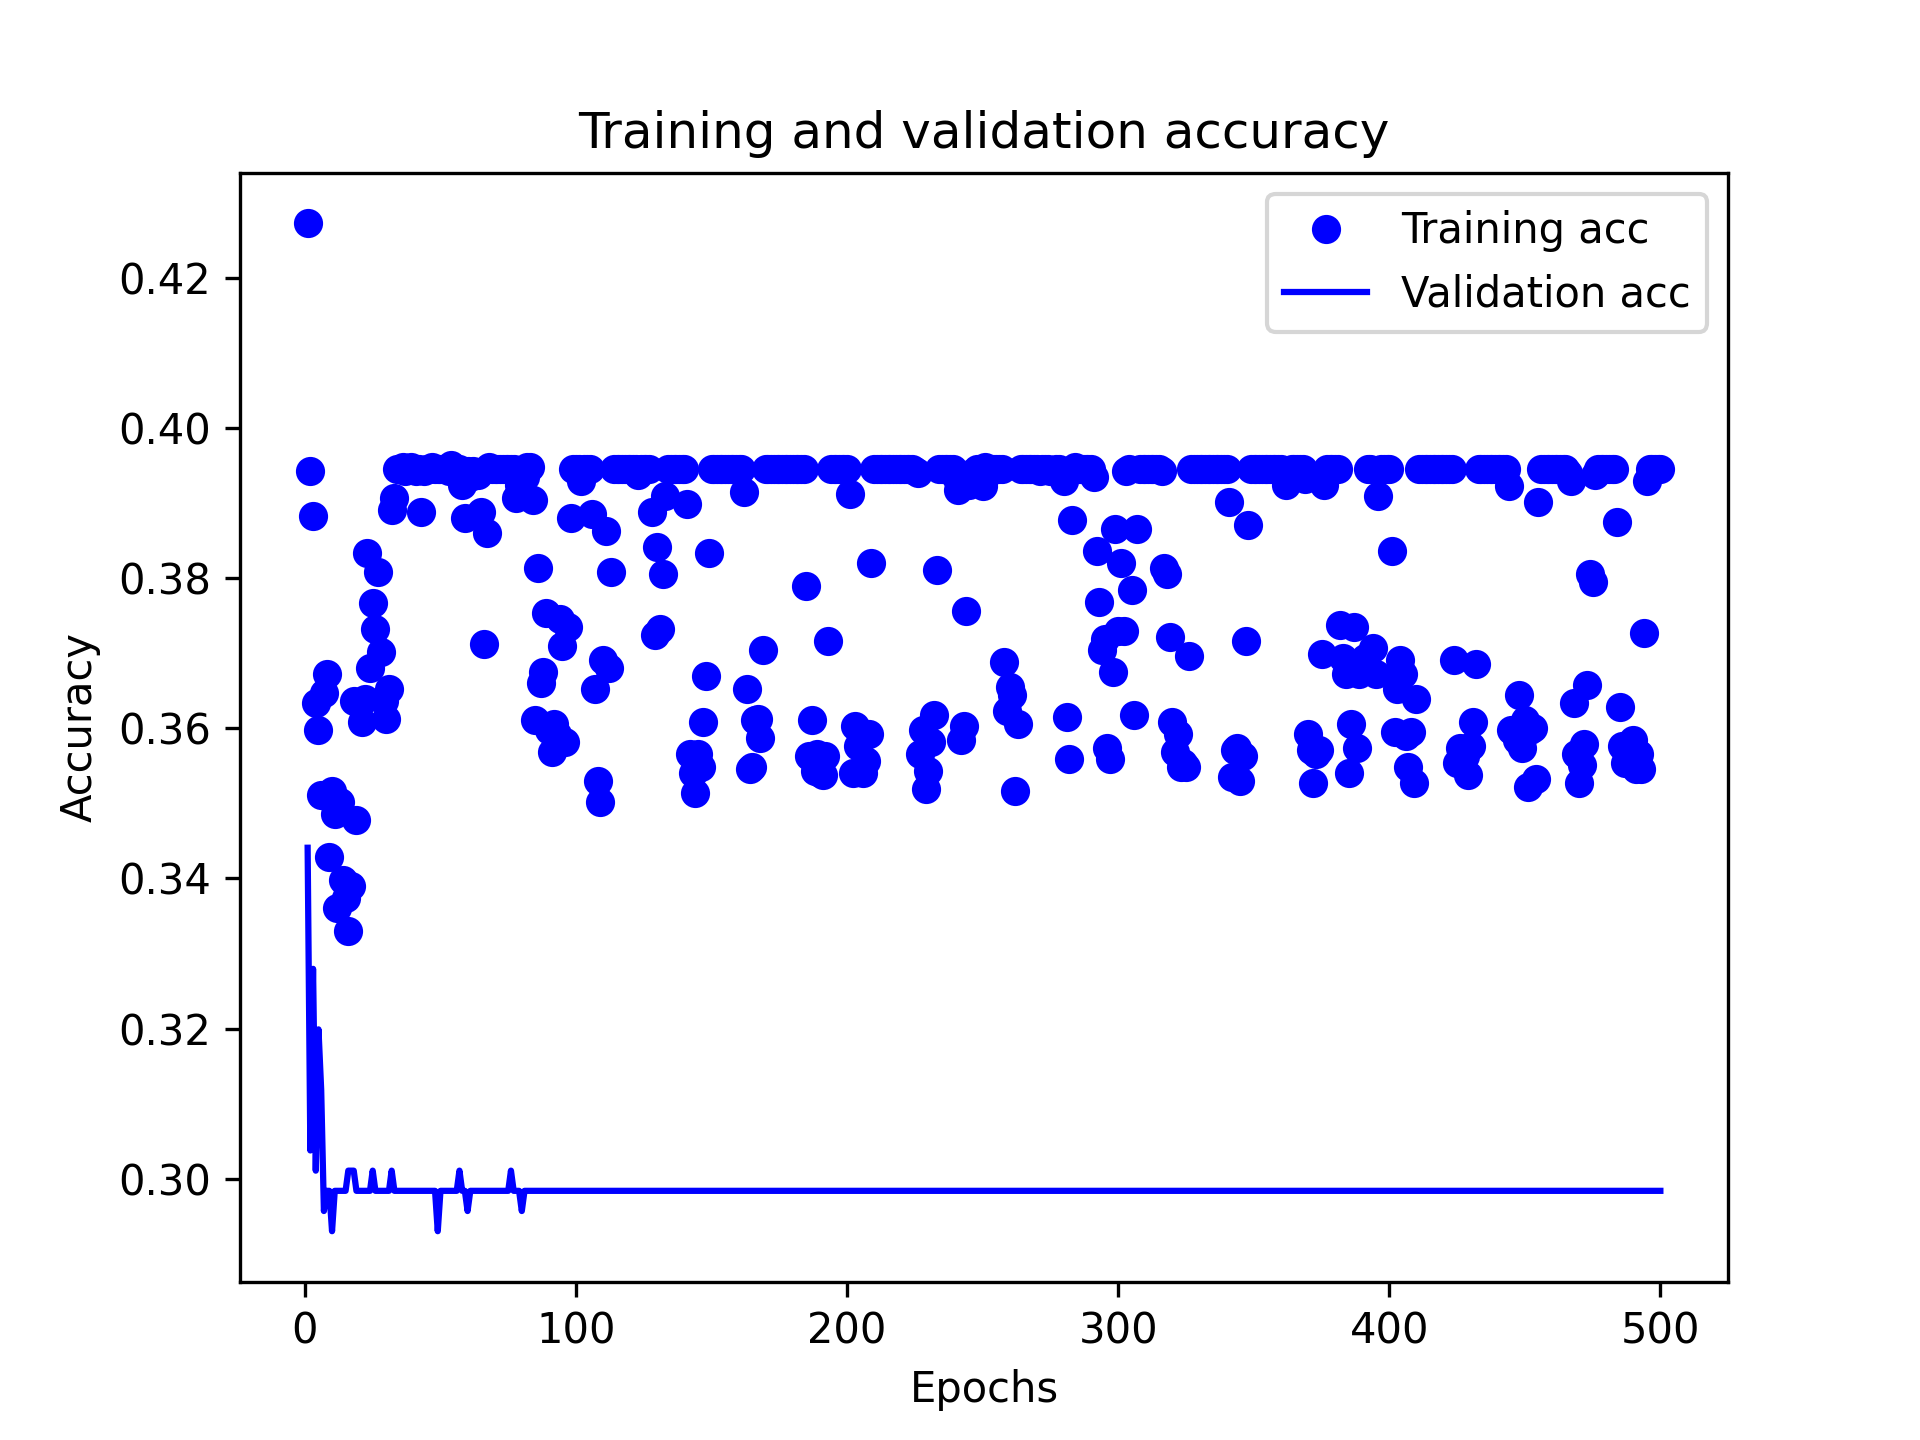 Training and validation accuracy
Training acc
Validation acc
0.42
0.40
0.38
0.36
0.34
0.32
0.30
Accuracy
0 100 200 300 400 500
Epochs